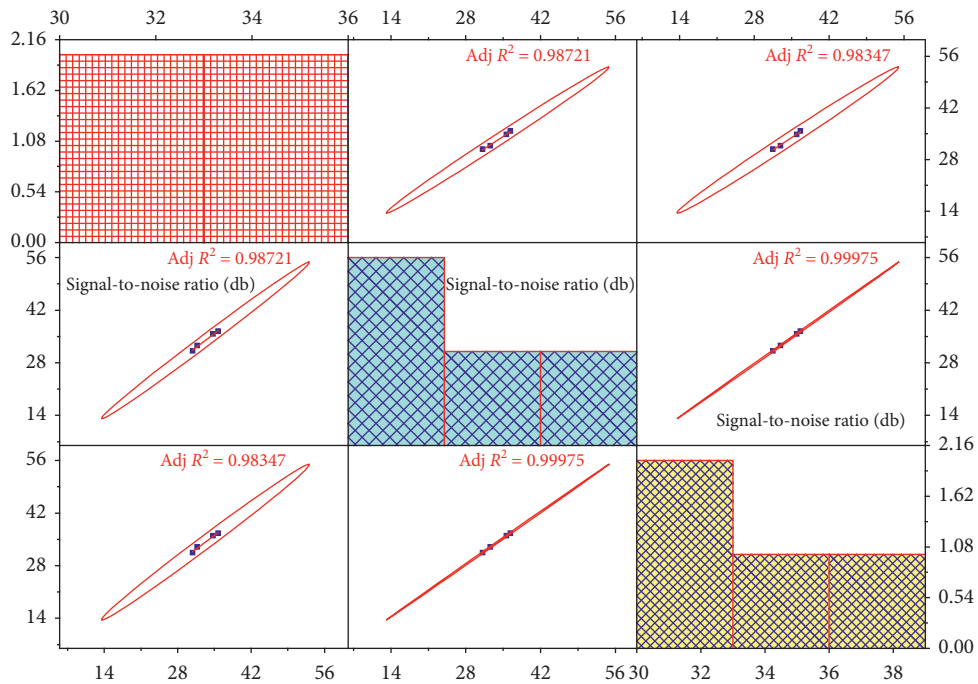 30 32 34 36 14 28 42 56 14 28 42 56
2.16
1.62
1.08
0.54
0.00
Adj R² = 0.98721
Adj R² = 0.98347
56
42
28
14
56
42
28
14
Adj R² = 0.98721
Signal-to-noise ratio (db)
Signal-to-noise ratio (db)
Adj R² = 0.99975
Signal-to-noise ratio (db)
56
42
28
14
56
42
28
14
Adj R² = 0.98347
Adj R² = 0.99975
2.16
1.62
1.08
0.54
0.00
14 28 42 56 14 28 42 56 30 32 34 36 38